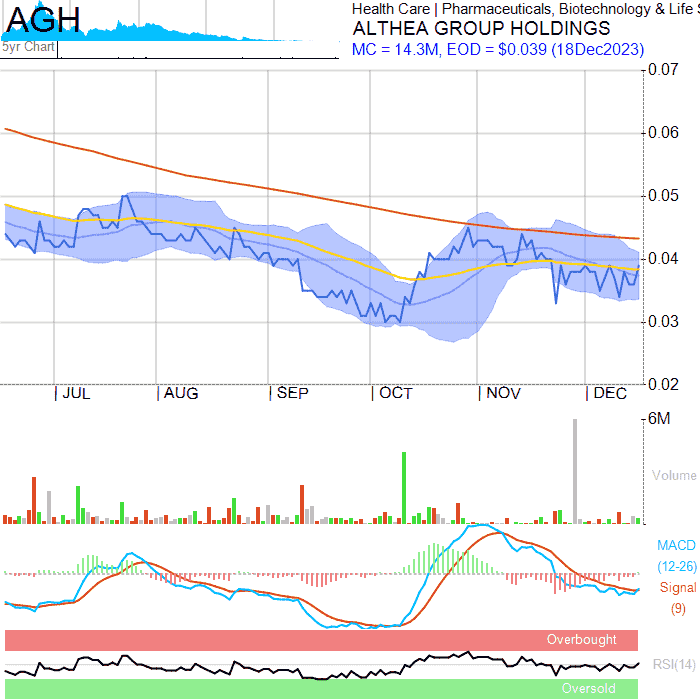 AGH
5yr Chart
Health Care | Pharmaceuticals, Biotechnology & Life S
ALTHEA GROUP HOLDINGS
MC = 14.3M, EOD = $0.039 (18Dec2023)
0.07
0.06
0.05
0.04
0.03
0.02
JUL
AUG
SEP
OCT
NOV
DEC
6M
Volume
MACD
(12-26)
Signal
(9)
Overbought
RSI(14)
Oversold